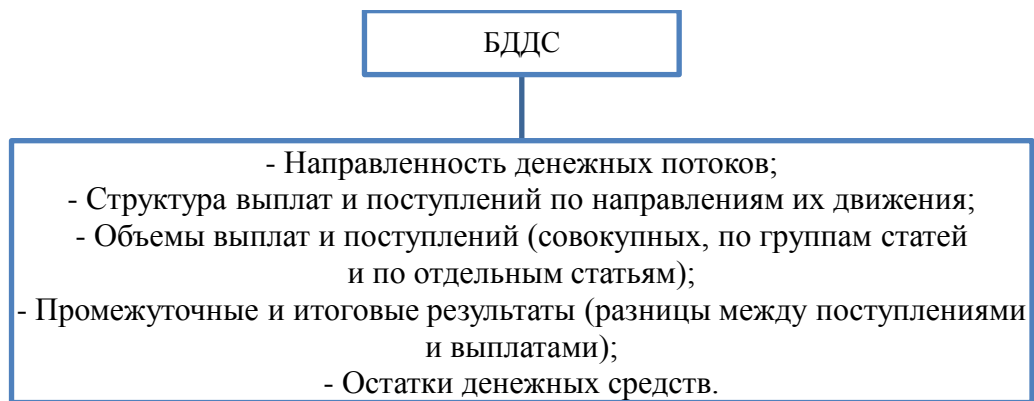 БДДС
- Направленность денежных потоков;
- Структура выплат и поступлений по направлениям их движения;
- Объемы выплат и поступлений (совокупных, по группам статей
и по отдельным статьям);
- Промежуточные и итоговые результаты (разницы между поступлениями
и выплатами);
- Остатки денежных средств.